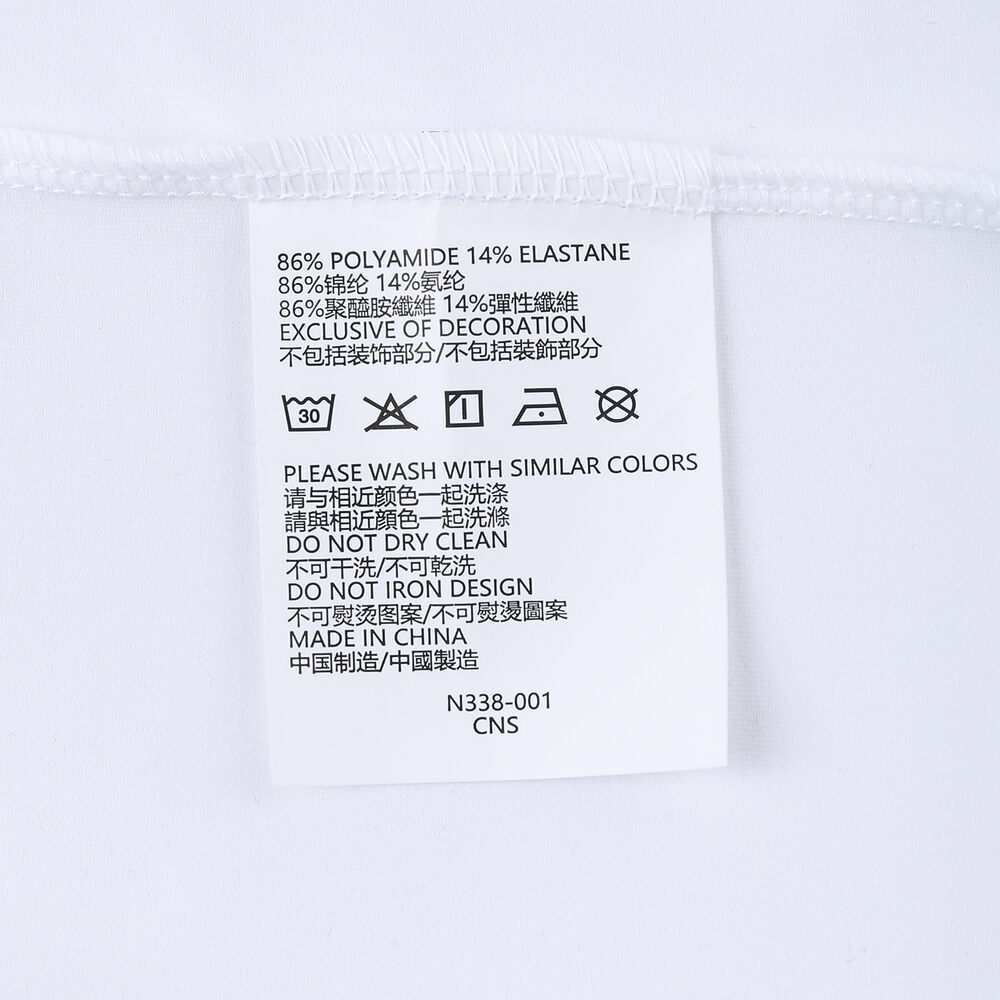 86% POLYAMIDE 14% ELASTANE
86%锦纶 14%氨纶
86%聚醯胺纖維 14%彈性纖維
EXCLUSIVE OF DECORATION
不包括装饰部分/不包括裝飾部分
30
PLEASE WASH WITH SIMILAR COLORS
请与相近颜色一起洗涤
請與相近顏色一起洗滌
DO NOT DRY CLEAN
不可干洗/不可乾洗
DO NOT IRON DESIGN
不可熨烫图案/不可熨燙圖案
MADE IN CHINA
中国制造/中國製造
N338-001
CNS